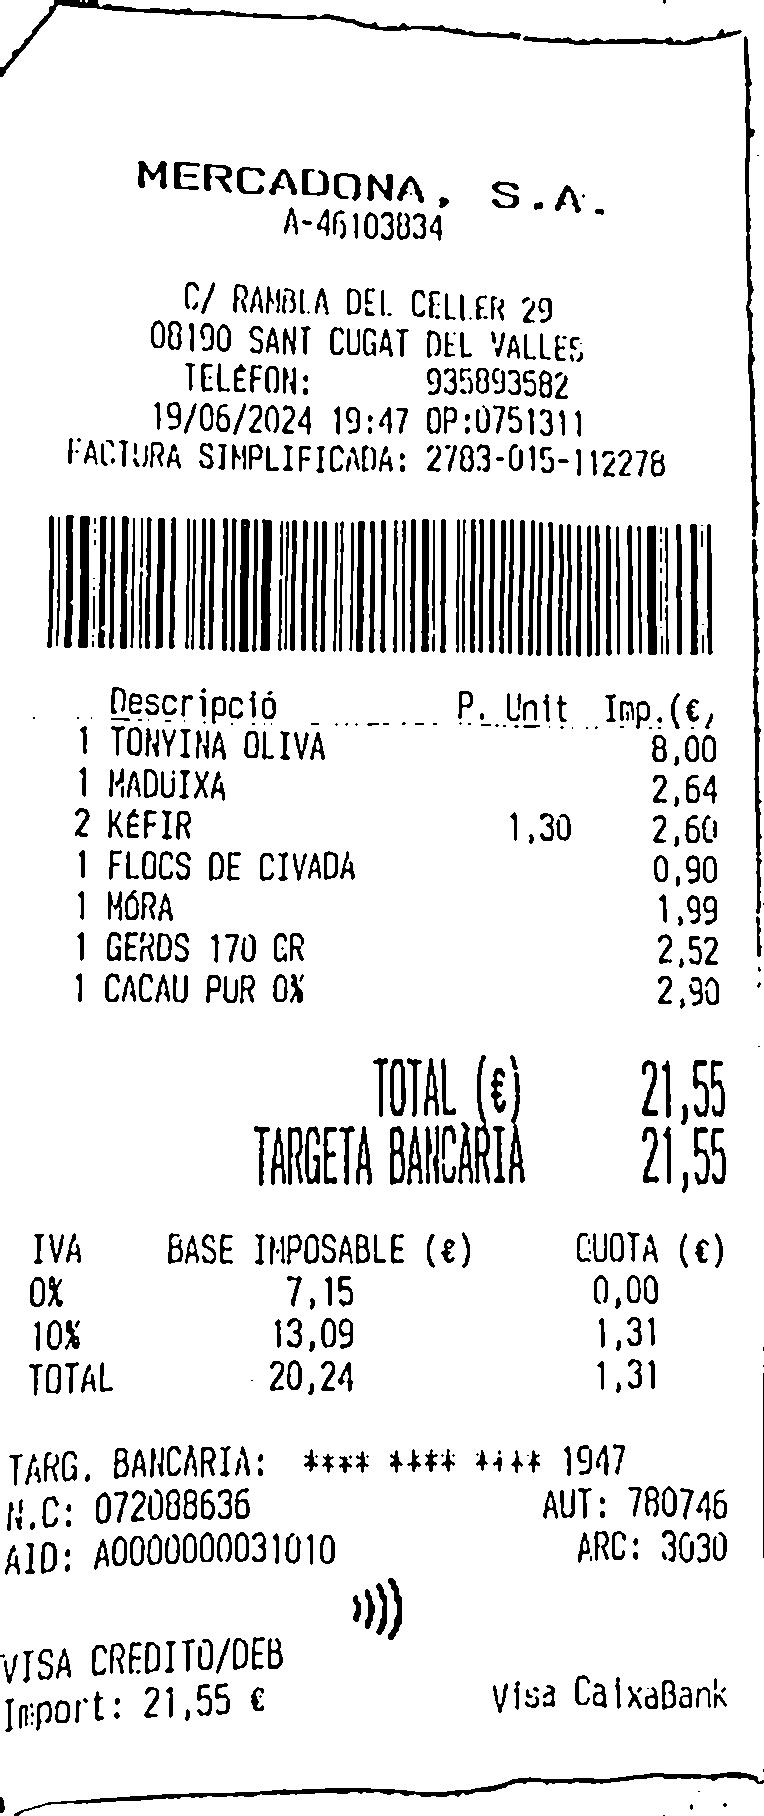 MERCADONA, S.A.
A-46103834
C/ RAMBLA DEL CELLER 29
08190 SANT CUGAT DEL VALLES
TELÈFON: 935893582
19/06/2024 19:47 OP:0751311
FACTURA SIMPLIFICADA: 2783-015-112278
Descripció P. Unit Imp.(€)
1 TONYINA OLIVA 8,00
1 MADUIXA 2,64
2 KÉFIR 1,30 2,60
1 FLOCS DE CIVADA 0,90
1 MÓRA 1,99
1 GERDS 170 GR 2,52
1 CACAU PUR 0% 2,90
TOTAL (€) 21,55
TARGETA BANCÀRIA 21,55
IVA BASE IMPOSABLE (€) QUOTA (€)
0% 7,15 0,00
10% 13,09 1,31
TOTAL 20,24 1,31
TARG. BANCÀRIA: **** **** **** 1947
N.C: 072088636 AUT: 780746
AID: A0000000031010 ARC: 3030
VISA CREDITO/DEB
Import: 21,55 € Visa CaixaBank